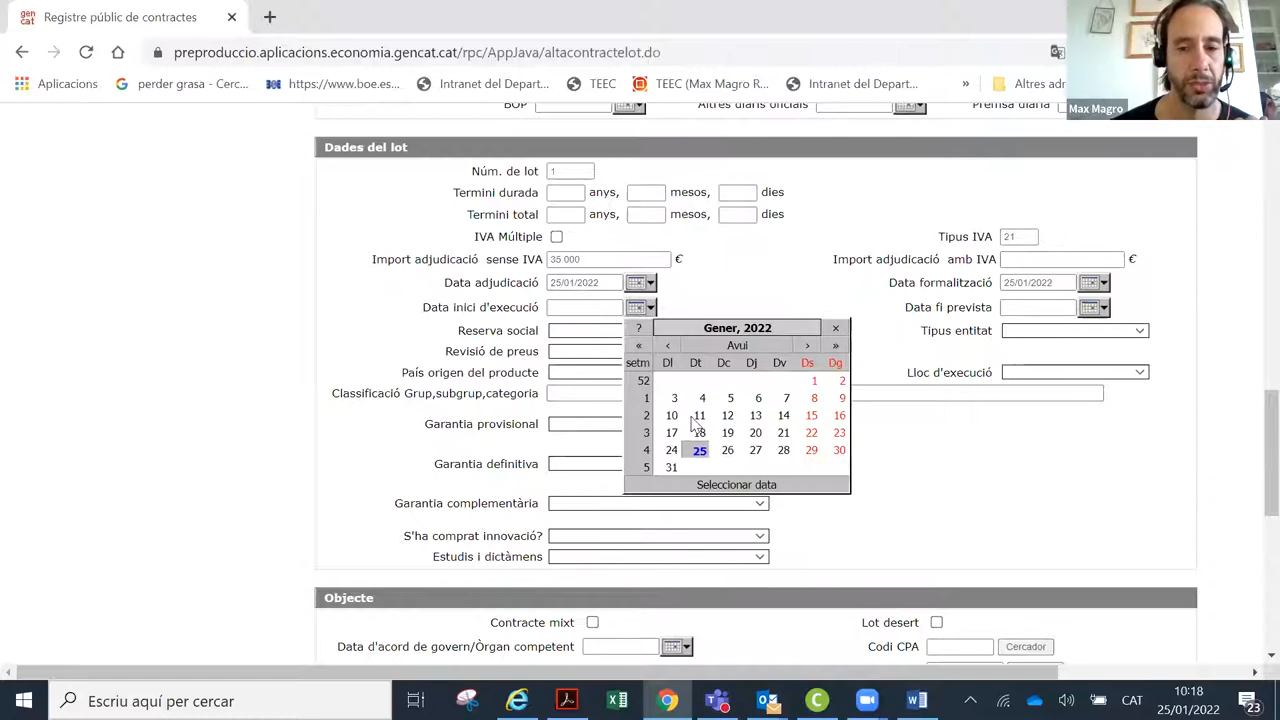 gen cat Registre públic de contractes
preproduccio.aplicacions.economia.gencat.cat/rpc/AppJava/altacontractelot.do
Aplicacions perder grasa - Cerc... https://www.boe.es... Intranet del Depart... TEEC TEEC (Max Magro R... Intranet del Depart... » Altres adr
Max Magro
BOP Altres diaris oficials Premsa diària
Dades del lot
Núm. de lot 1
Termini durada anys, mesos, dies
Termini total anys, mesos, dies
IVA Múltiple Tipus IVA 21
Import adjudicació sense IVA 35 000 € Import adjudicació amb IVA €
Data adjudicació 25/01/2022 Data formalització 25/01/2022
Data inici d'execució Data fi prevista
Reserva social Tipus entitat
Revisió de preus
País origen del producte Lloc d'execució
Classificació Grup,subgrup,categoria
Garantia provisional
Garantia definitiva
Garantia complementària
S'ha comprat innovació?
Estudis i dictàmens
? Gener, 2022 ×
« ‹ Avui › »
setm Dl Dt Dc Dj Dv Ds Dg
52 1 2
1 3 4 5 6 7 8 9
2 10 11 12 13 14 15 16
3 17 18 19 20 21 22 23
4 24 25 26 27 28 29 30
5 31
Seleccionar data
Objecte
Contracte mixt Lot desert
Data d'acord de govern/Òrgan competent Codi CPA Cercador
Escriu aquí per cercar
CAT
10:18
25/01/2022
23